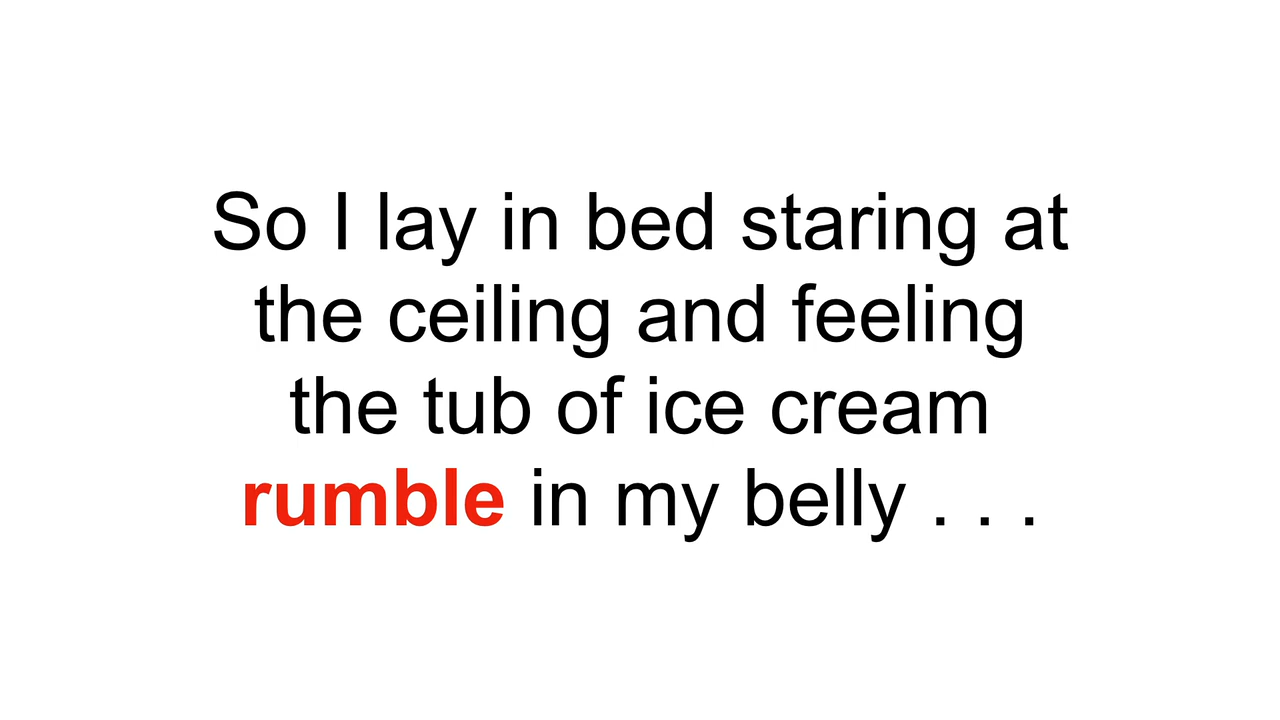 So I lay in bed staring at
the ceiling and feeling
the tub of ice cream
rumble in my belly . . .